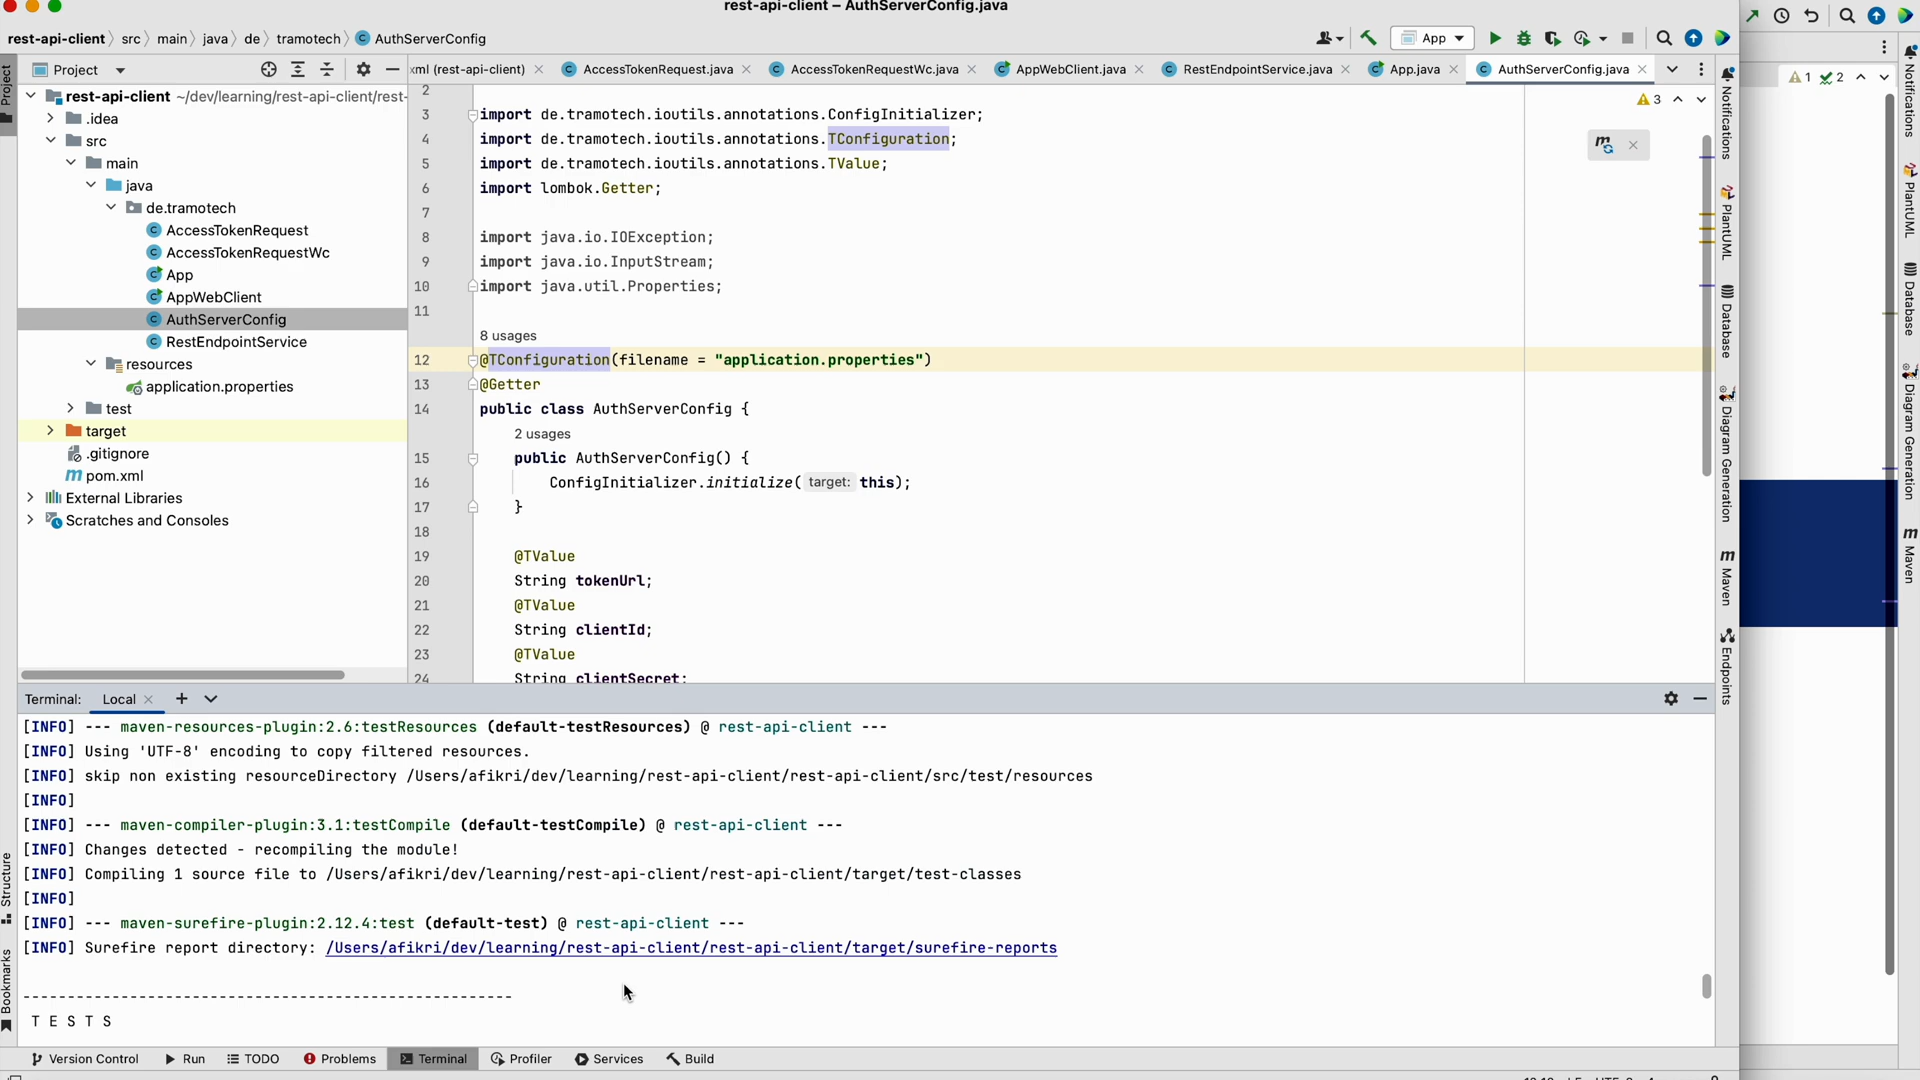 rest-api-client – AuthServerConfig.java
rest-api-client src main java de tramotech AuthServerConfig
App
Project
xml (rest-api-client) AccessTokenRequest.java AccessTokenRequestWc.java AppWebClient.java RestEndpointService.java App.java AuthServerConfig.java
rest-api-client ~/dev/learning/rest-api-client/rest-
.idea
src
main
java
de.tramotech
AccessTokenRequest
AccessTokenRequestWc
App
AppWebClient
AuthServerConfig
RestEndpointService
resources
application.properties
test
target
.gitignore
pom.xml
External Libraries
Scratches and Consoles
Project
Structure
Bookmarks
2
3 import de.tramotech.ioutils.annotations.ConfigInitializer;
4 import de.tramotech.ioutils.annotations.TConfiguration;
5 import de.tramotech.ioutils.annotations.TValue;
6 import lombok.Getter;
7
8 import java.io.IOException;
9 import java.io.InputStream;
10 import java.util.Properties;
11
8 usages
12 @TConfiguration(filename = "application.properties")
13 @Getter
14 public class AuthServerConfig {
2 usages
15 public AuthServerConfig() {
16 ConfigInitializer.initialize( target: this);
17 }
18
19 @TValue
20 String tokenUrl;
21 @TValue
22 String clientId;
23 @TValue
24 String clientSecret;
3
m
Notifications
PlantUML
Database
Diagram Generation
m Maven
Endpoints
1 2
Notifications
PlantUML
Database
Diagram Generation
m Maven
Terminal: Local
[INFO] --- maven-resources-plugin:2.6:testResources (default-testResources) @ rest-api-client ---
[INFO] Using 'UTF-8' encoding to copy filtered resources.
[INFO] skip non existing resourceDirectory /Users/afikri/dev/learning/rest-api-client/rest-api-client/src/test/resources
[INFO]
[INFO] --- maven-compiler-plugin:3.1:testCompile (default-testCompile) @ rest-api-client ---
[INFO] Changes detected - recompiling the module!
[INFO] Compiling 1 source file to /Users/afikri/dev/learning/rest-api-client/rest-api-client/target/test-classes
[INFO]
[INFO] --- maven-surefire-plugin:2.12.4:test (default-test) @ rest-api-client ---
[INFO] Surefire report directory: /Users/afikri/dev/learning/rest-api-client/rest-api-client/target/surefire-reports
-------------------------------------------------------
T E S T S
Version Control Run TODO Problems Terminal Profiler Services Build